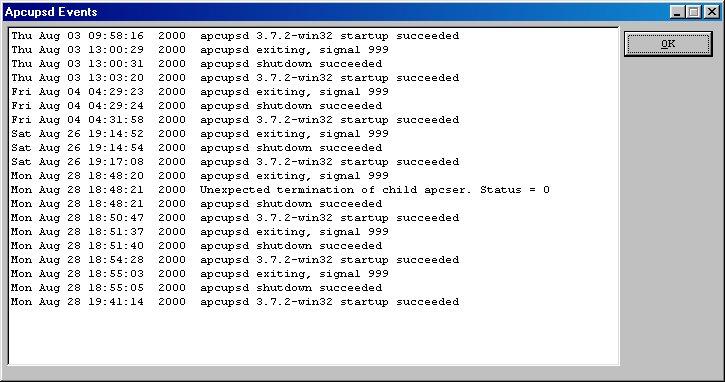 Apcupsd Events
Thu Aug 03 09:58:16  2000  apcupsd 3.7.2-win32 startup succeeded
Thu Aug 03 13:00:29  2000  apcupsd exiting, signal 999
Thu Aug 03 13:00:31  2000  apcupsd shutdown succeeded
Thu Aug 03 13:03:20  2000  apcupsd 3.7.2-win32 startup succeeded
Fri Aug 04 04:29:23  2000  apcupsd exiting, signal 999
Fri Aug 04 04:29:24  2000  apcupsd shutdown succeeded
Fri Aug 04 04:31:58  2000  apcupsd 3.7.2-win32 startup succeeded
Sat Aug 26 19:14:52  2000  apcupsd exiting, signal 999
Sat Aug 26 19:14:54  2000  apcupsd shutdown succeeded
Sat Aug 26 19:17:08  2000  apcupsd 3.7.2-win32 startup succeeded
Mon Aug 28 18:48:20  2000  apcupsd exiting, signal 999
Mon Aug 28 18:48:21  2000  Unexpected termination of child apcser. Status = 0
Mon Aug 28 18:48:21  2000  apcupsd shutdown succeeded
Mon Aug 28 18:50:47  2000  apcupsd 3.7.2-win32 startup succeeded
Mon Aug 28 18:51:37  2000  apcupsd exiting, signal 999
Mon Aug 28 18:51:40  2000  apcupsd shutdown succeeded
Mon Aug 28 18:54:28  2000  apcupsd 3.7.2-win32 startup succeeded
Mon Aug 28 18:55:03  2000  apcupsd exiting, signal 999
Mon Aug 28 18:55:05  2000  apcupsd shutdown succeeded
Mon Aug 28 19:41:14  2000  apcupsd 3.7.2-win32 startup succeeded
OK